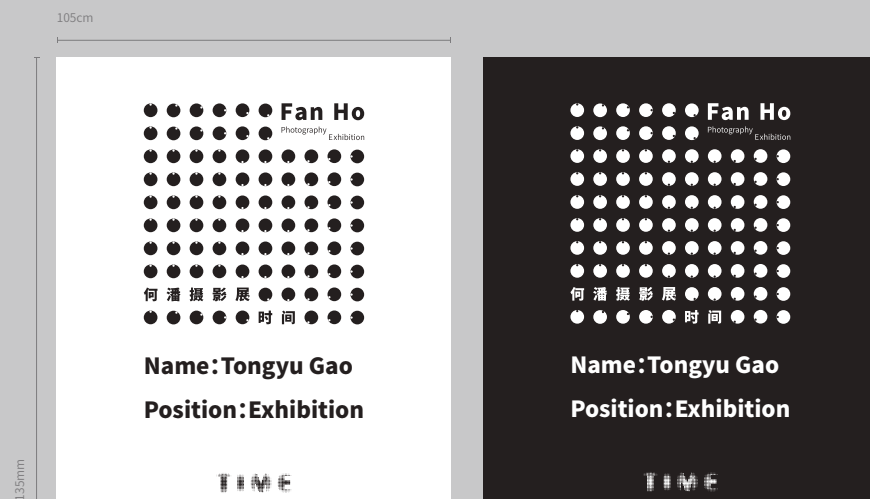 105cm
135mm
Fan Ho
Photography
Exhibition
何潘摄影展
时间
Name:Tongyu Gao
Position:Exhibition
TIME
Fan Ho
Photography
Exhibition
何潘摄影展
时间
Name:Tongyu Gao
Position:Exhibition
TIME